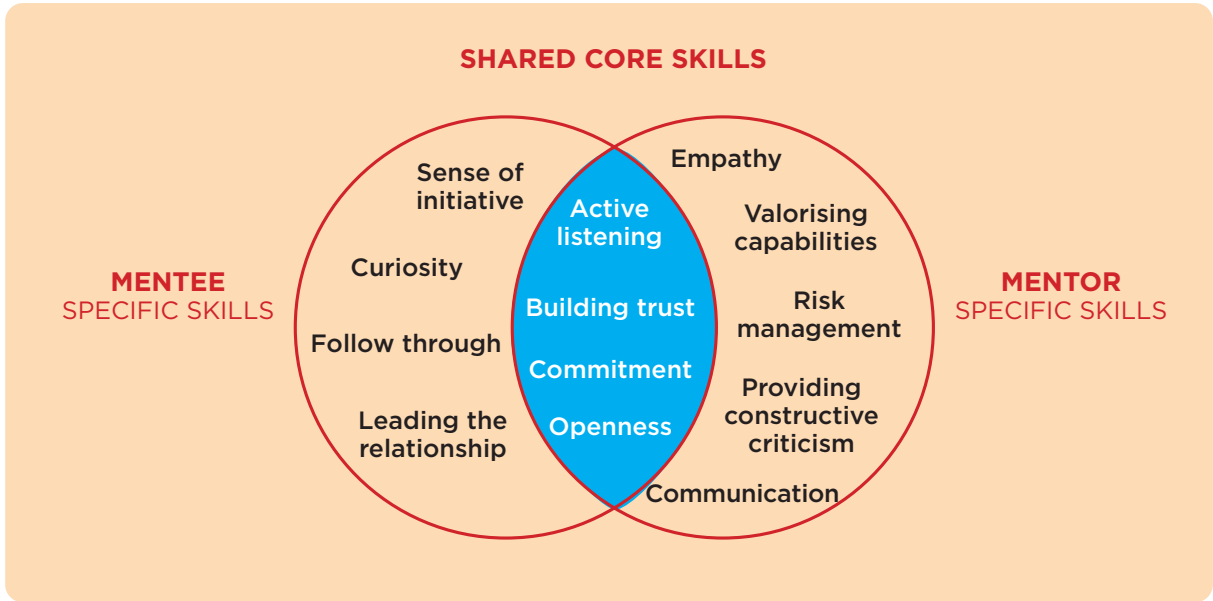 SHARED CORE SKILLS
MENTEE
SPECIFIC SKILLS
Sense of
initiative
Curiosity
Follow through
Leading the
relationship
Active
listening
Building trust
Commitment
Openness
Empathy
Valorising
capabilities
Risk
management
Providing
constructive
criticism
Communication
MENTOR
SPECIFIC SKILLS